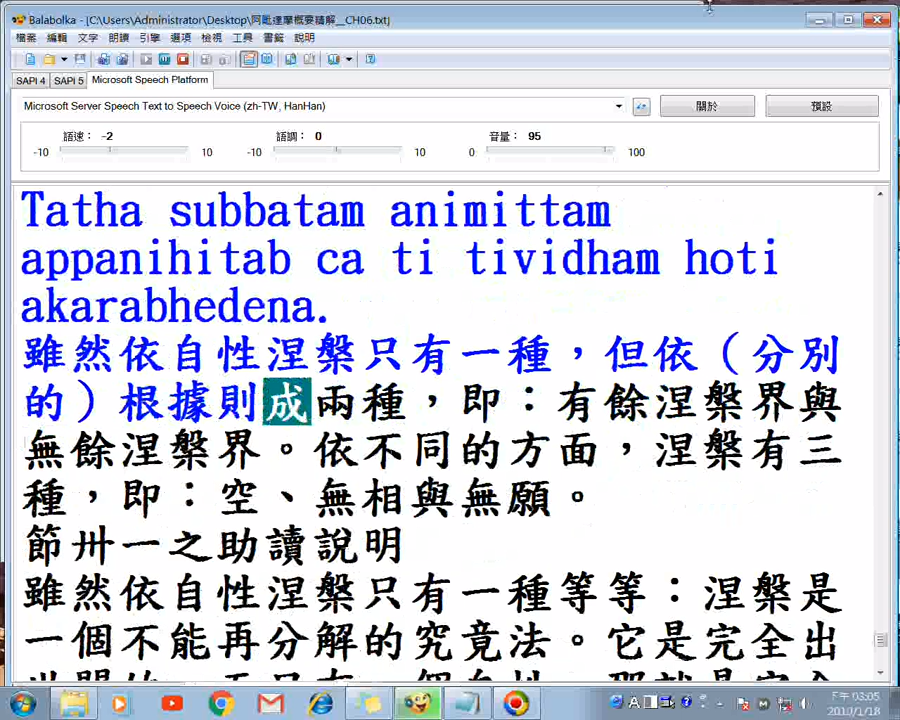 Balabolka - [C:\Users\Administrator\Desktop\阿毗達摩概要精解__CH06.txt]
檔案 編輯 文字 朗讀 引擎 選項 檢視 工具 書籤 說明
SAPI 4 SAPI 5 Microsoft Speech Platform
Microsoft Server Speech Text to Speech Voice (zh-TW, HanHan) 關於 預設
語速： -2 語調： 0 音量： 95
-10 10 -10 10 0 100
Tatha subbatam animittam
appanihitab ca ti tividham hoti
akarabhedena.
雖然依自性涅槃只有一種，但依（分別
的）根據則成兩種，即：有餘涅槃界與
無餘涅槃界。依不同的方面，涅槃有三
種，即：空、無相與無願。
節卅一之助讀說明
雖然依自性涅槃只有一種等等：涅槃是
一個不能再分解的究竟法。它是完全出
下午 03:05
2019/1/18